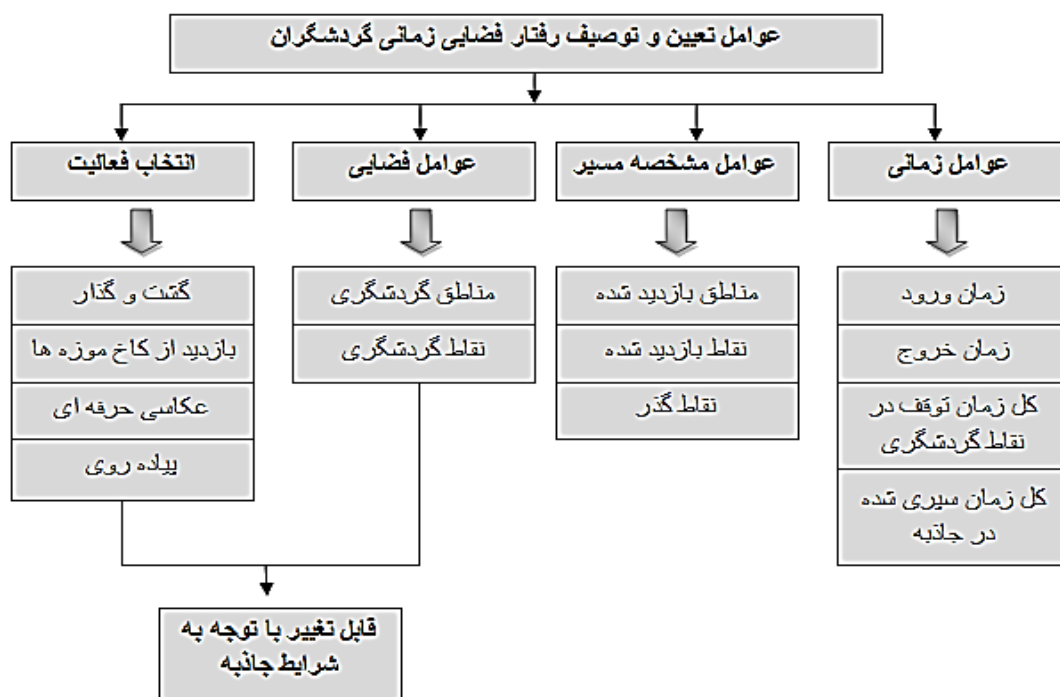 عوامل تعیین و توصیف رفتار فضایی زمانی گردشگران
عوامل زمانی
عوامل مشخصه مسیر
عوامل فضایی
انتخاب فعالیت
زمان ورود
زمان خروج
کل زمان توقف در
نقاط گردشگری
کل زمان سپری شده
در جاذبه
مناطق بازدید شده
نقاط بازدید شده
نقاط گذر
مناطق گردشگری
نقاط گردشگری
گشت و گذار
بازدید از کاخ موزه ها
عکاسی حرفه ای
پیاده روی
قابل تغییر با توجه به
شرایط جاذبه